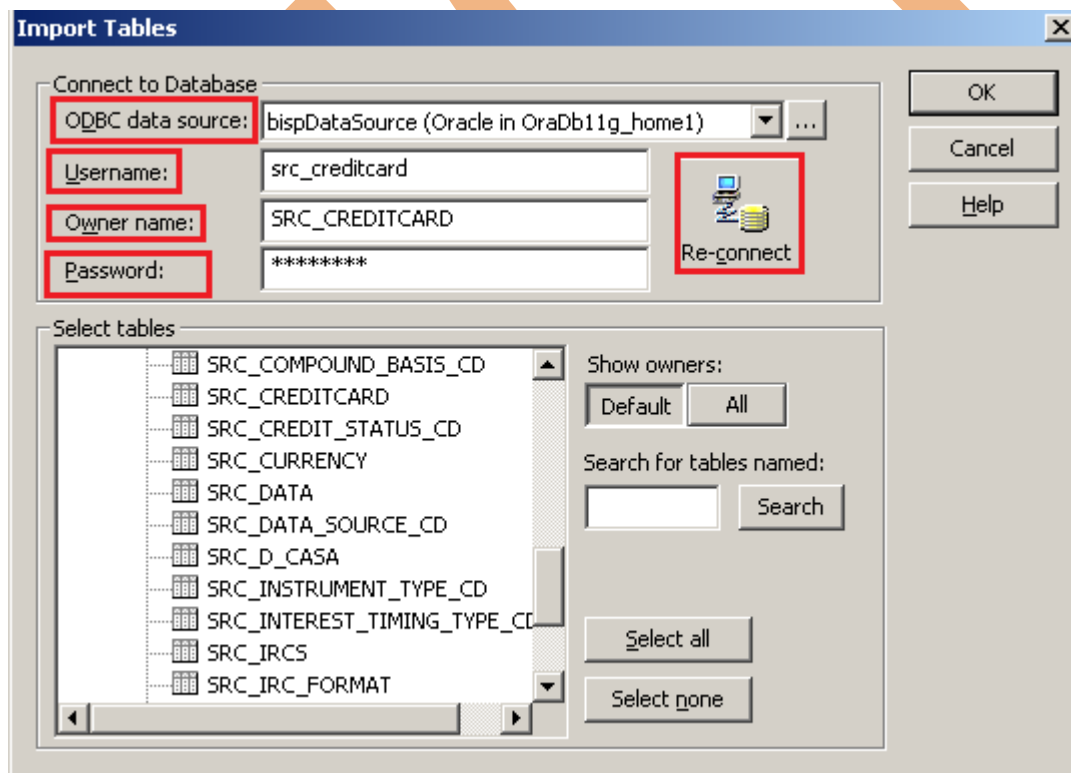 Import Tables
Connect to Database
ODBC data source: bispDataSource (Oracle in OraDb11g_home1) ...
Username: src_creditcard
Owner name: SRC_CREDITCARD
Password: ********
Re-connect
OK
Cancel
Help
Select tables
SRC_COMPOUND_BASIS_CD
SRC_CREDITCARD
SRC_CREDIT_STATUS_CD
SRC_CURRENCY
SRC_DATA
SRC_DATA_SOURCE_CD
SRC_D_CASA
SRC_INSTRUMENT_TYPE_CD
SRC_INTEREST_TIMING_TYPE_CD
SRC_IRCS
SRC_IRC_FORMAT
Show owners:
Default All
Search for tables named:
Search
Select all
Select none